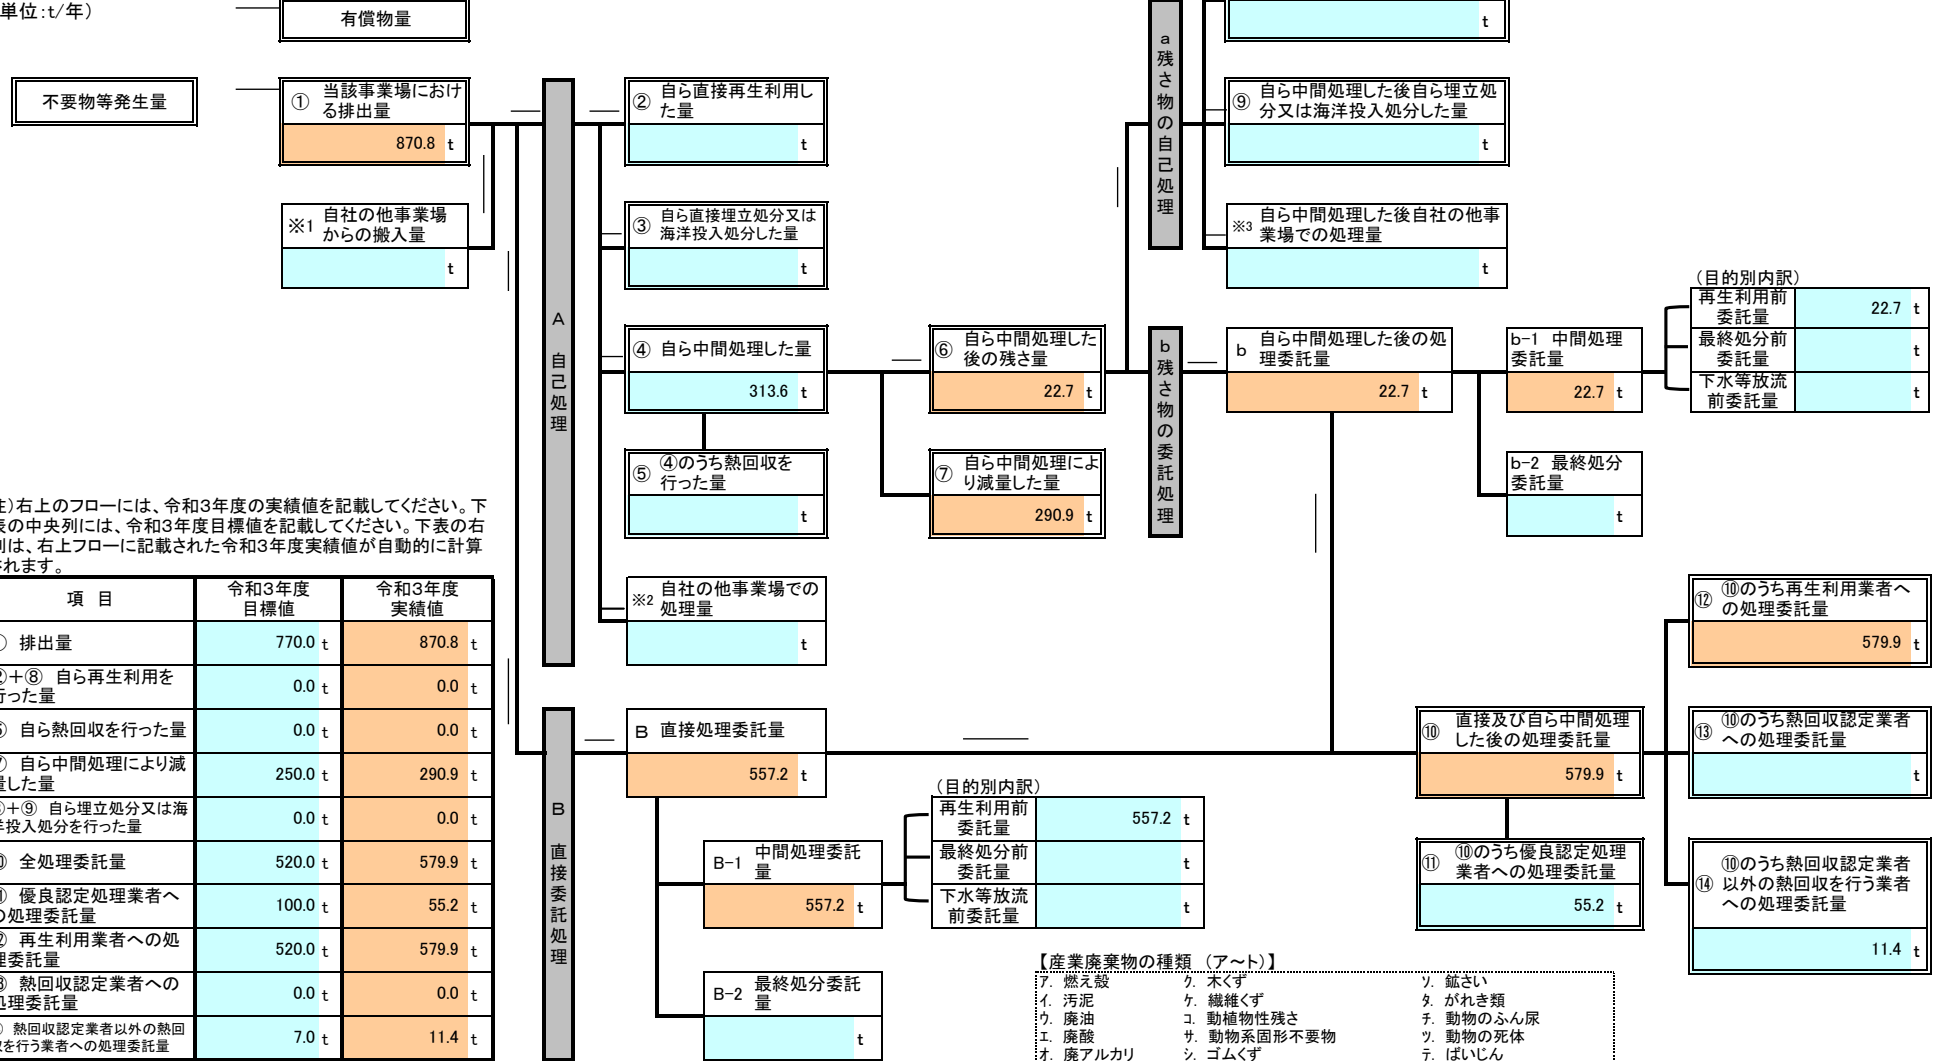 単位:t/年)
有償物量
不要物等発生量
① 当該事業場におけ
る排出量
870.8 t
※1 自社の他事業場
からの搬入量
t
A 自己処理
② 自ら直接再生利用し
た量
t
③ 自ら直接埋立処分又は
海洋投入処分した量
t
④ 自ら中間処理した量
313.6 t
⑤ ④のうち熱回収を
行った量
t
※2 自社の他事業場での
処理量
t
⑥ 自ら中間処理した
後の残さ量
22.7 t
⑦ 自ら中間処理によ
り減量した量
290.9 t
a 残さ物の自己処理
t
⑨ 自ら中間処理した後自ら埋立処
分又は海洋投入処分した量
t
※3 自ら中間処理した後自社の他事
業場での処理量
t
b 残さ物の委託処理
b 自ら中間処理した後の処
理委託量
22.7 t
b-1 中間処理
委託量
22.7 t
b-2 最終処分
委託量
t
(目的別内訳)
再生利用前
委託量
22.7 t
最終処分前
委託量
t
下水等放流
前委託量
t
)右上のフローには、令和3年度の実績値を記載してください。下
表の中央列には、令和3年度目標値を記載してください。下表の右
列は、右上フローに記載された令和3年度実績値が自動的に計算
されます。
項 目
令和3年度
目標値
令和3年度
実績値
排出量 770.0 t 870.8 t
+⑧ 自ら再生利用を
行った量 0.0 t 0.0 t
自ら熱回収を行った量 0.0 t 0.0 t
自ら中間処理により減
量した量 250.0 t 290.9 t
+⑨ 自ら埋立処分又は海
洋投入処分を行った量 0.0 t 0.0 t
全処理委託量 520.0 t 579.9 t
優良認定処理業者へ
の処理委託量 100.0 t 55.2 t
再生利用業者への処
理委託量 520.0 t 579.9 t
熱回収認定業者への
処理委託量 0.0 t 0.0 t
熱回収認定業者以外の熱回
収を行う業者への処理委託量 7.0 t 11.4 t
B 直接委託処理
B 直接処理委託量
557.2 t
B-1 中間処理委託
量
557.2 t
B-2 最終処分委託
量
t
(目的別内訳)
再生利用前
委託量
557.2 t
最終処分前
委託量
t
下水等放流
前委託量
t
⑩ 直接及び自ら中間処理
した後の処理委託量
579.9 t
⑪ ⑩のうち優良認定処理
業者への処理委託量
55.2 t
⑫ ⑩のうち再生利用業者へ
の処理委託量
579.9 t
⑬ ⑩のうち熱回収認定業者
への処理委託量
t
⑭ ⑩のうち熱回収認定業者
以外の熱回収を行う業者
への処理委託量
11.4 t
【産業廃棄物の種類 (ア~ト)】
ア. 燃え殻 ク. 木くず ソ. 鉱さい
イ. 汚泥 ケ. 繊維くず タ. がれき類
ウ. 廃油 コ. 動植物性残さ チ. 動物のふん尿
エ. 廃酸 サ. 動物系固形不要物 ツ. 動物の死体
オ. 廃アルカリ シ. ゴムくず テ. ばいじん